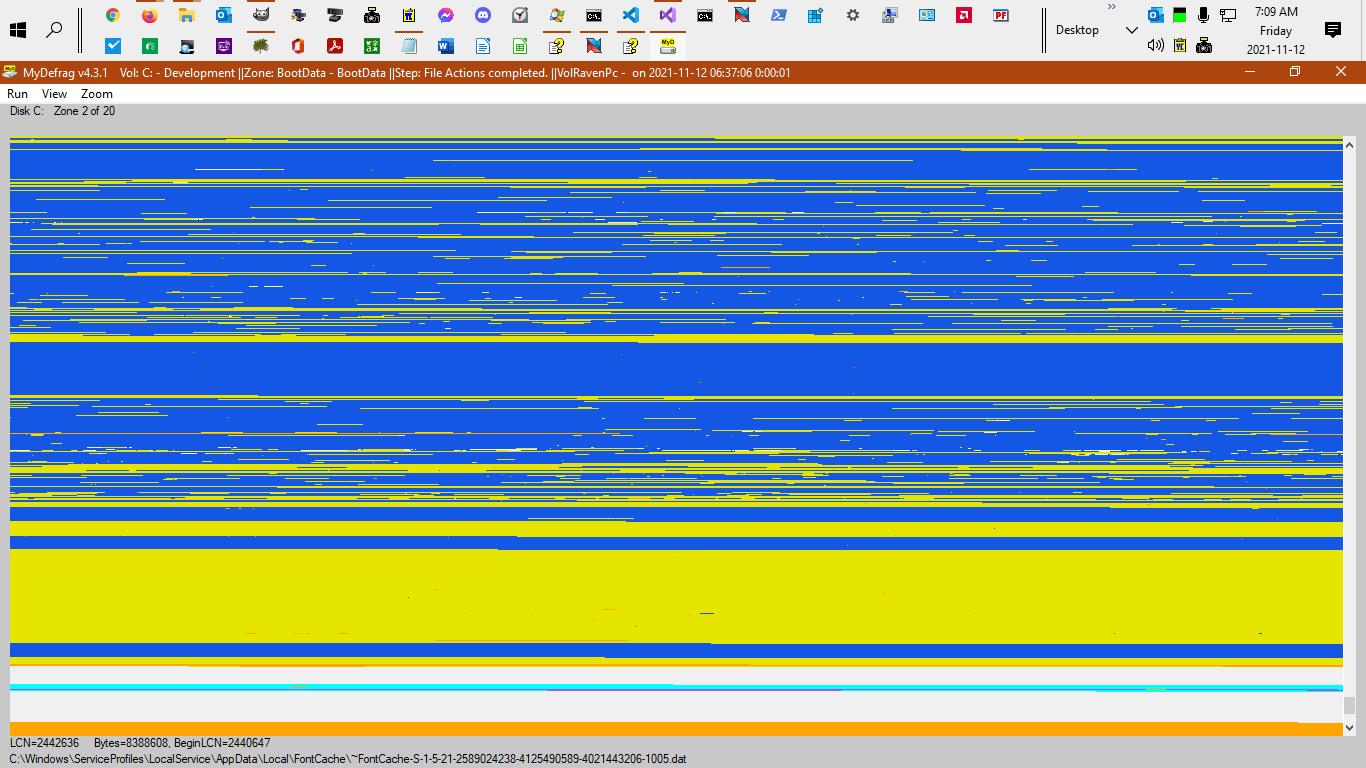 7:09 AM
Desktop
Friday
2021-11-12
MyDefrag v4.3.1 Vol: C: - Development ||Zone: BootData - BootData ||Step: File Actions completed. ||VolRavenPc - on 2021-11-12 06:37:06 0:00:01
Run View Zoom
Disk C: Zone 2 of 20
LCN=2442636 Bytes=8388608, BeginLCN=2440647
C:\Windows\ServiceProfiles\LocalService\AppData\Local\FontCache\~FontCache-S-1-5-21-2589024238-4125490589-4021443206-1005.dat